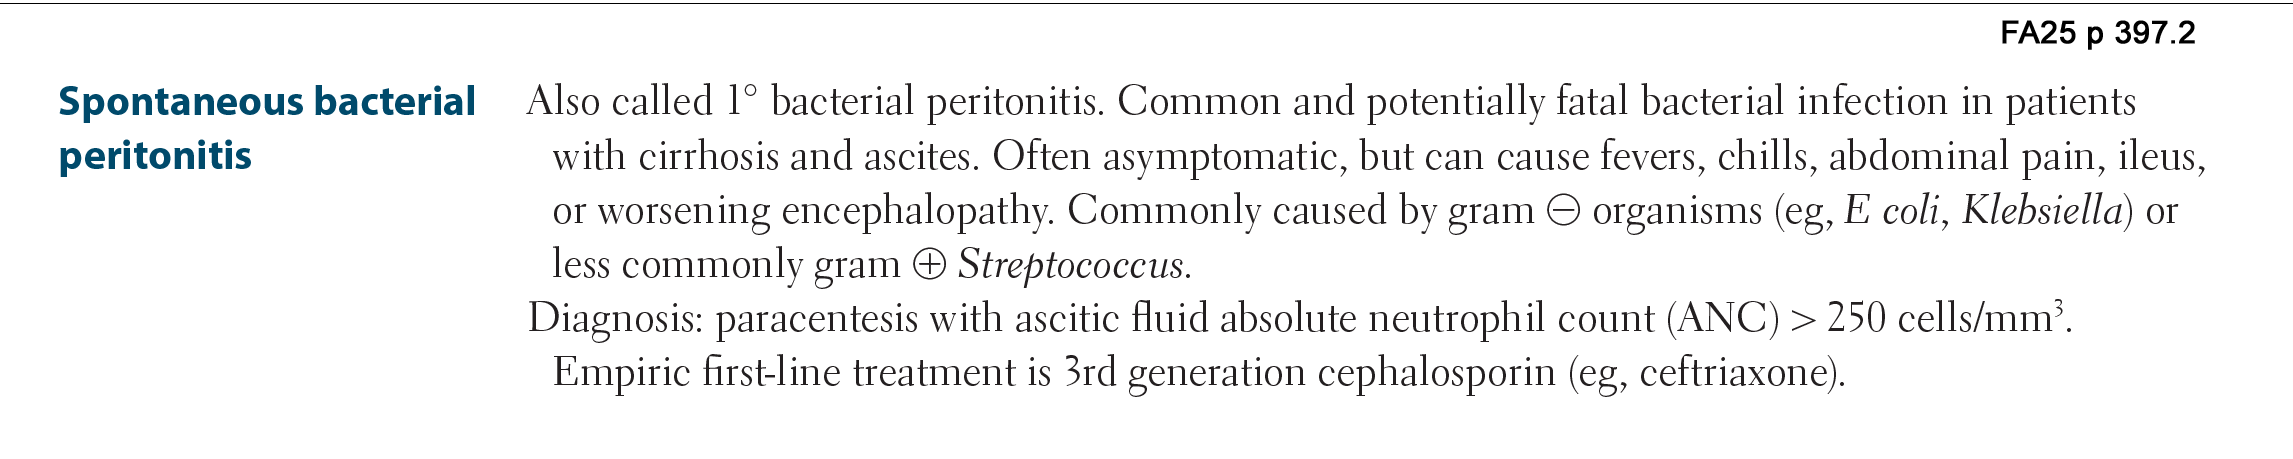 FA25 p 397.2
Spontaneous bacterial
peritonitis
Also called 1° bacterial peritonitis. Common and potentially fatal bacterial infection in patients
with cirrhosis and ascites. Often asymptomatic, but can cause fevers, chills, abdominal pain, ileus,
or worsening encephalopathy. Commonly caused by gram ⊖ organisms (eg, E coli, Klebsiella) or
less commonly gram ⊕ Streptococcus.
Diagnosis: paracentesis with ascitic fluid absolute neutrophil count (ANC) > 250 cells/mm³.
Empiric first-line treatment is 3rd generation cephalosporin (eg, ceftriaxone).